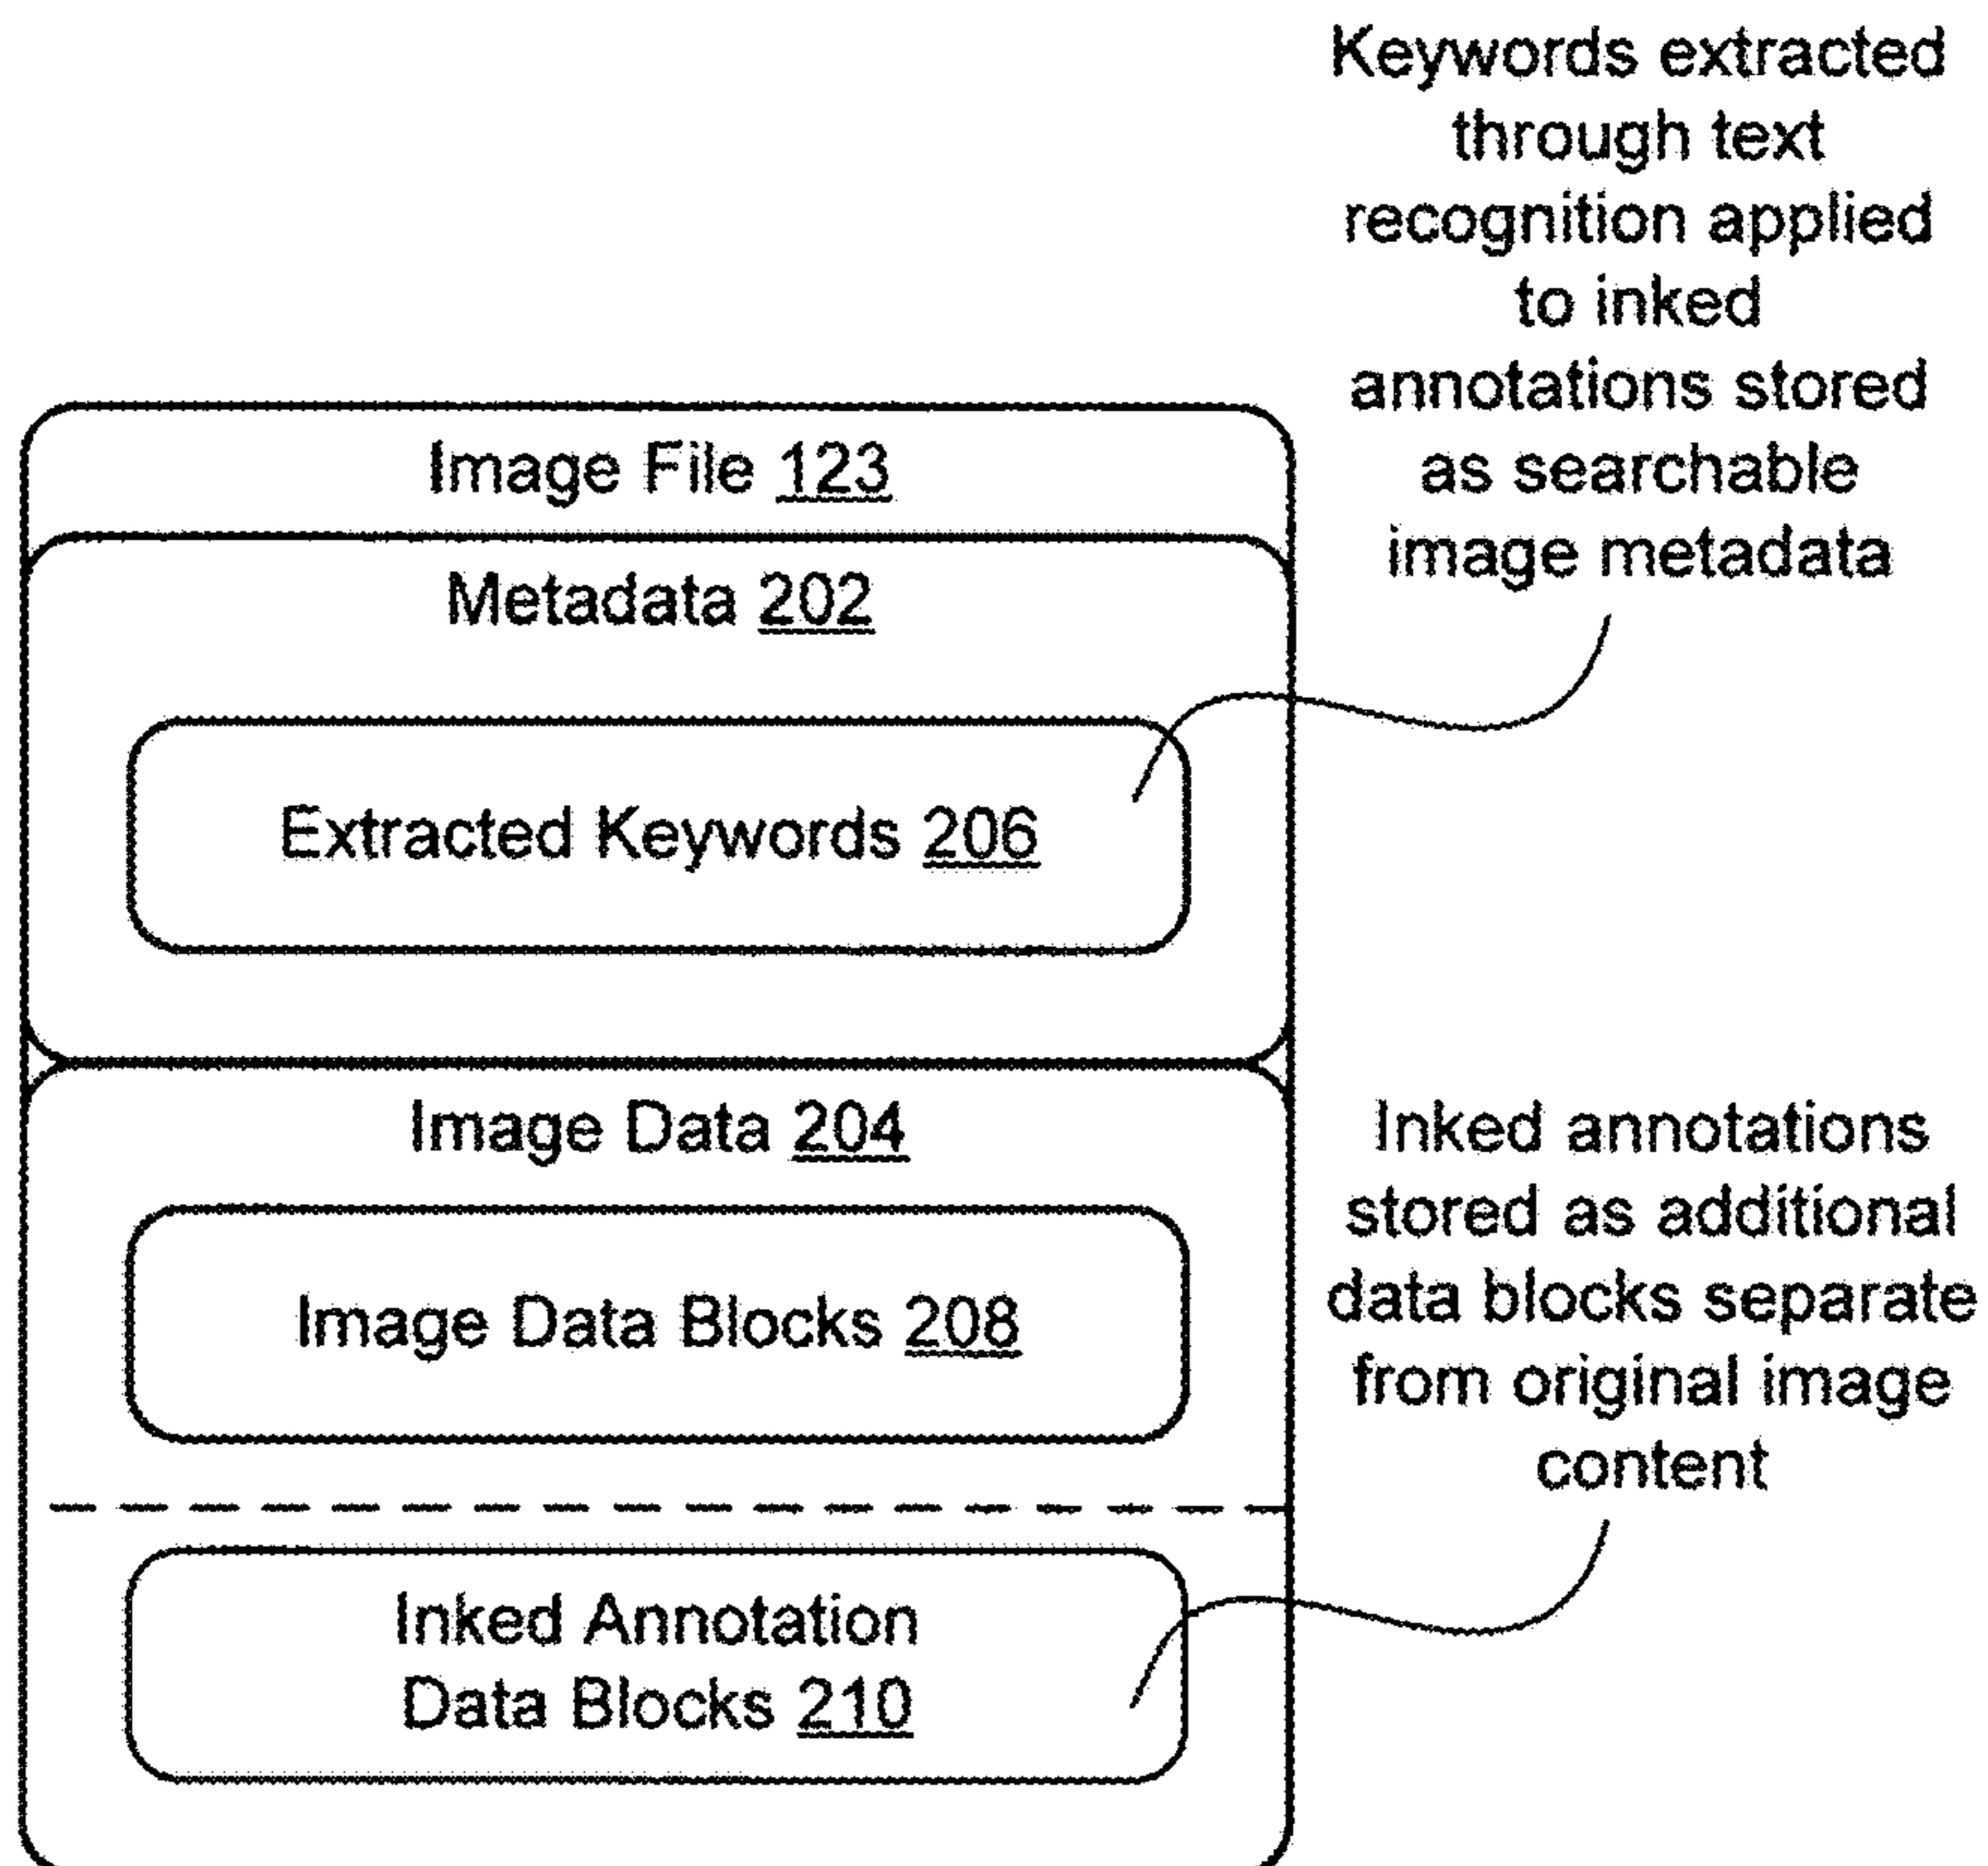 Keywords extracted
through text
recognition applied
to inked
annotations stored
as searchable
image metadata
Image File 123
Metadata 202
Extracted Keywords 206
Image Data 204
Image Data Blocks 208
Inked Annotation
Data Blocks 210
Inked annotations
stored as additional
data blocks separate
from original image
content